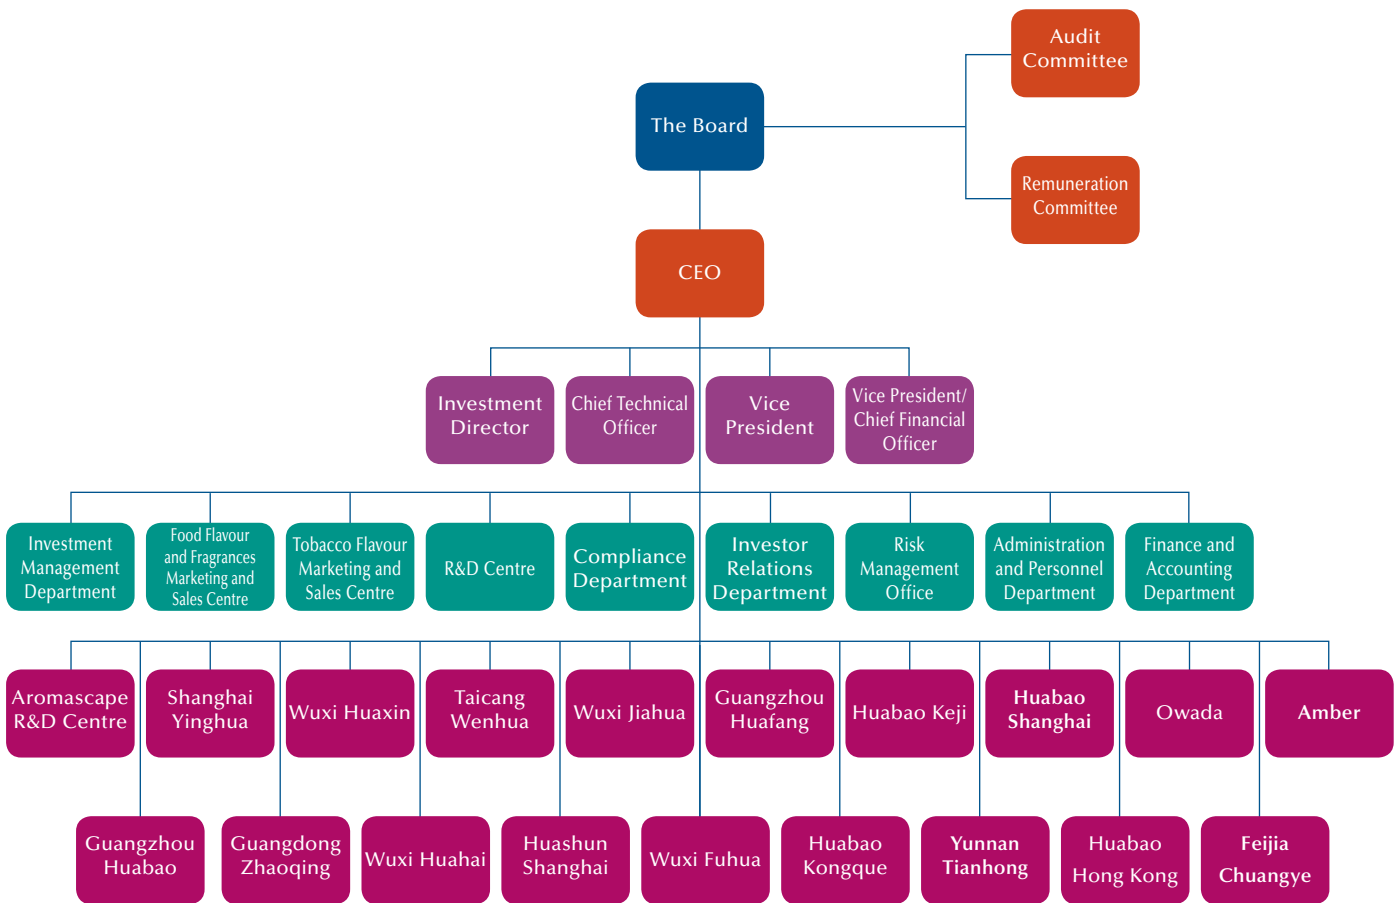 Audit
Committee
The Board
Remuneration
Committee
CEO
Investment
Director
Chief Technical
Officer
Vice
President
Vice President/
Chief Financial
Officer
Investment
Management
Department
Food Flavour
and Fragrances
Marketing and
Sales Centre
Tobacco Flavour
Marketing and
Sales Centre
R&D Centre
Compliance
Department
Investor
Relations
Department
Risk
Management
Office
Administration
and Personnel
Department
Finance and
Accounting
Department
Aromascape
R&D Centre
Shanghai
Yinghua
Wuxi Huaxin
Taicang
Wenhua
Wuxi Jiahua
Guangzhou
Huafang
Huabao Keji
Huabao
Shanghai
Owada
Amber
Guangzhou
Huabao
Guangdong
Zhaoqing
Wuxi Huahai
Huashun
Shanghai
Wuxi Fuhua
Huabao
Kongque
Yunnan
Tianhong
Huabao
Hong Kong
Feijia
Chuangye